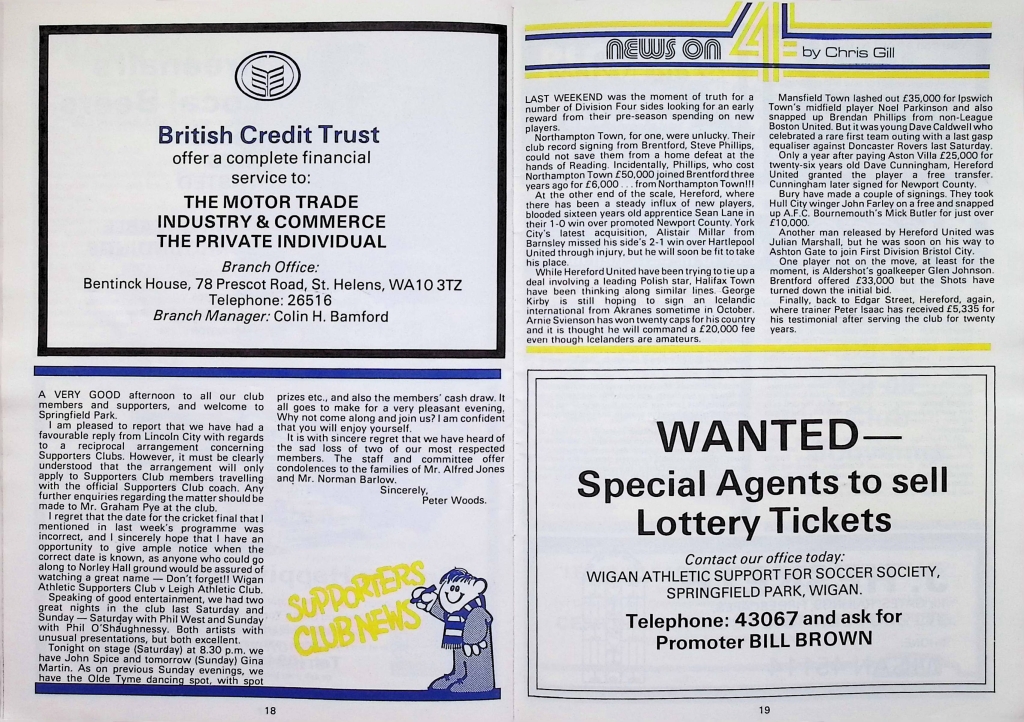 British Credit Trust
offer a complete financial
service to:
THE MOTOR TRADE
INDUSTRY & COMMERCE
THE PRIVATE INDIVIDUAL
Branch Office:
Bentinck House, 78 Prescot Road, St. Helens, WA10 3TZ
Telephone: 26516
Branch Manager: Colin H. Bamford
A VERY GOOD afternoon to all our club
members and supporters, and welcome to
Springfield Park.
I am pleased to report that we have had a
favourable reply from Lincoln City with regards
to a reciprocal arrangement concerning
Supporters Clubs. However, it must be clearly
understood that the arrangement will only
apply to Supporters Club members travelling
with the official Supporters Club coach. Any
further enquiries regarding the matter should be
made to Mr. Graham Pye at the club.
I regret that the date for the cricket final that I
mentioned in last week's programme was
incorrect, and I sincerely hope that I have an
opportunity to give ample notice when the
correct date is known, as anyone who could go
along to Norley Hall ground would be assured of
watching a great name — Don't forget!! Wigan
Athletic Supporters Club v Leigh Athletic Club.
Speaking of good entertainment, we had two
great nights in the club last Saturday and
Sunday — Saturday with Phil West and Sunday
with Phil O'Shaughnessy. Both artists with
unusual presentations, but both excellent.
Tonight on stage (Saturday) at 8.30 p.m. we
have John Spice and tomorrow (Sunday) Gina
Martin. As on previous Sunday evenings, we
have the Olde Tyme dancing spot, with spot
prizes etc., and also the members' cash draw. It
all goes to make for a very pleasant evening,
Why not come along and join us? I am confident
that you will enjoy yourself.
It is with sincere regret that we have heard of
the sad loss of two of our most respected
members. The staff and committee offer
condolences to the families of Mr. Alfred Jones
and Mr. Norman Barlow.
Sincerely,
Peter Woods.
SUPPORTERS
CLUB NEWS
18
NEWS ON 4 by Chris Gill
LAST WEEKEND was the moment of truth for a
number of Division Four sides looking for an early
reward from their pre-season spending on new
players.
Northampton Town, for one, were unlucky. Their
club record signing from Brentford, Steve Phillips,
could not save them from a home defeat at the
hands of Reading. Incidentally, Phillips, who cost
Northampton Town £50,000 joined Brentford three
years ago for £6,000 . . . from Northampton Town!!!
At the other end of the scale, Hereford, where
there has been a steady influx of new players,
blooded sixteen years old apprentice Sean Lane in
their 1-0 win over promoted Newport County. York
City's latest acquisition, Alistair Millar from
Barnsley missed his side's 2-1 win over Hartlepool
United through injury, but he will soon be fit to take
his place.
While Hereford United have been trying to tie up a
deal involving a leading Polish star, Halifax Town
have been thinking along similar lines. George
Kirby is still hoping to sign an Icelandic
international from Akranes sometime in October.
Arnie Svienson has won twenty caps for his country
and it is thought he will command a £20,000 fee
even though Icelanders are amateurs.
Mansfield Town lashed out £35,000 for Ipswich
Town's midfield player Noel Parkinson and also
snapped up Brendan Phillips from non-League
Boston United. But it was young Dave Caldwell who
celebrated a rare first team outing with a last gasp
equaliser against Doncaster Rovers last Saturday.
Only a year after paying Aston Villa £25,000 for
twenty-six years old Dave Cunningham, Hereford
United granted the player a free transfer.
Cunningham later signed for Newport County.
Bury have made a couple of signings. They took
Hull City winger John Farley on a free and snapped
up A.F.C. Bournemouth's Mick Butler for just over
£10,000.
Another man released by Hereford United was
Julian Marshall, but he was soon on his way to
Ashton Gate to join First Division Bristol City.
One player not on the move, at least for the
moment, is Aldershot's goalkeeper Glen Johnson.
Brentford offered £33,000 but the Shots have
turned down the initial bid.
Finally, back to Edgar Street, Hereford, again,
where trainer Peter Isaac has received £5,335 for
his testimonial after serving the club for twenty
years.
WANTED—
Special Agents to sell
Lottery Tickets
Contact our office today:
WIGAN ATHLETIC SUPPORT FOR SOCCER SOCIETY,
SPRINGFIELD PARK, WIGAN.
Telephone: 43067 and ask for
Promoter BILL BROWN
19